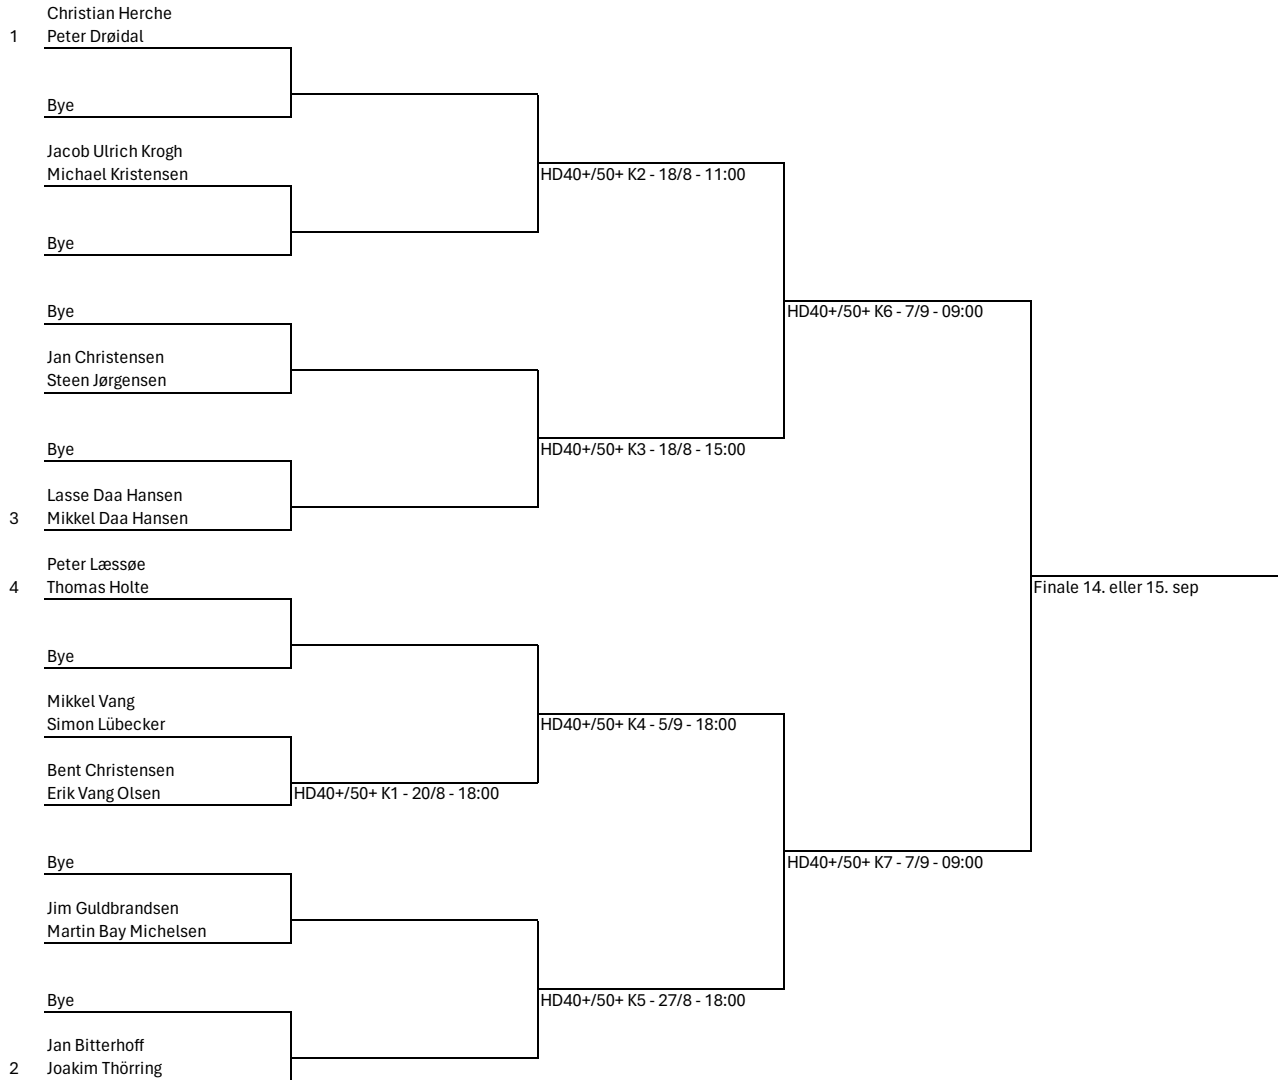 Christian Herche
1 Peter Drøidal
Bye
Jacob Ulrich Krogh
Michael Kristensen
HD40+/50+ K2 - 18/8 - 11:00
Bye
Bye
HD40+/50+ K6 - 7/9 - 09:00
Jan Christensen
Steen Jørgensen
Bye
HD40+/50+ K3 - 18/8 - 15:00
Lasse Daa Hansen
3 Mikkel Daa Hansen
Peter Læssøe
4 Thomas Holte
Finale 14. eller 15. sep
Bye
Mikkel Vang
Simon Lübecker
HD40+/50+ K4 - 5/9 - 18:00
Bent Christensen
Erik Vang Olsen
HD40+/50+ K1 - 20/8 - 18:00
Bye
HD40+/50+ K7 - 7/9 - 09:00
Jim Guldbrandsen
Martin Bay Michelsen
Bye
HD40+/50+ K5 - 27/8 - 18:00
Jan Bitterhoff
2 Joakim Thörring